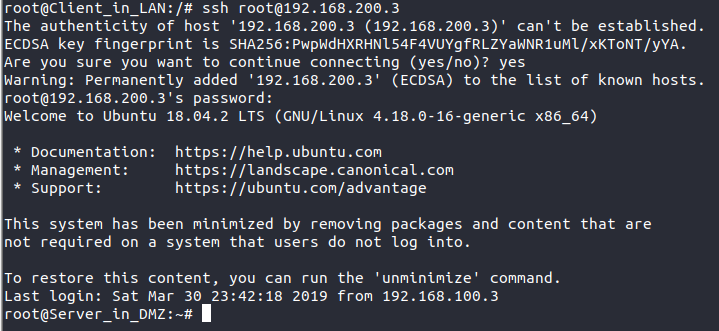 root@Client_in_LAN:/# ssh root@192.168.200.3
The authenticity of host '192.168.200.3 (192.168.200.3)' can't be established.
ECDSA key fingerprint is SHA256:PwpWdHXRHNl54F4VUYgfRLZYaWNR1uMl/xKToNT/yYA.
Are you sure you want to continue connecting (yes/no)? yes
Warning: Permanently added '192.168.200.3' (ECDSA) to the list of known hosts.
root@192.168.200.3's password:
Welcome to Ubuntu 18.04.2 LTS (GNU/Linux 4.18.0-16-generic x86_64)

 * Documentation:  https://help.ubuntu.com
 * Management:     https://landscape.canonical.com
 * Support:        https://ubuntu.com/advantage

This system has been minimized by removing packages and content that are
not required on a system that users do not log into.

To restore this content, you can run the 'unminimize' command.
Last login: Sat Mar 30 23:42:18 2019 from 192.168.100.3
root@Server_in_DMZ:~#